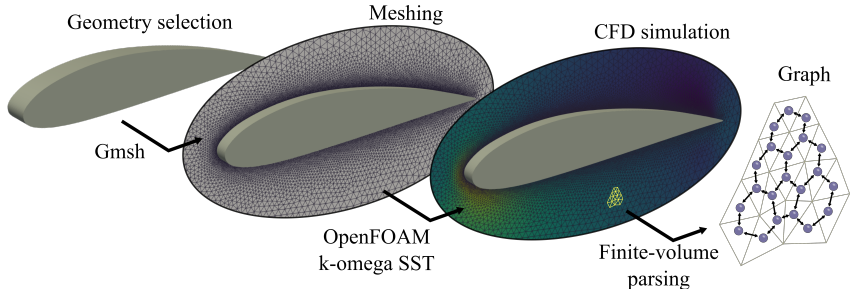 Geometry selection
Meshing
CFD simulation
Graph
Gmsh
OpenFOAM
k-omega SST
Finite-volume
parsing